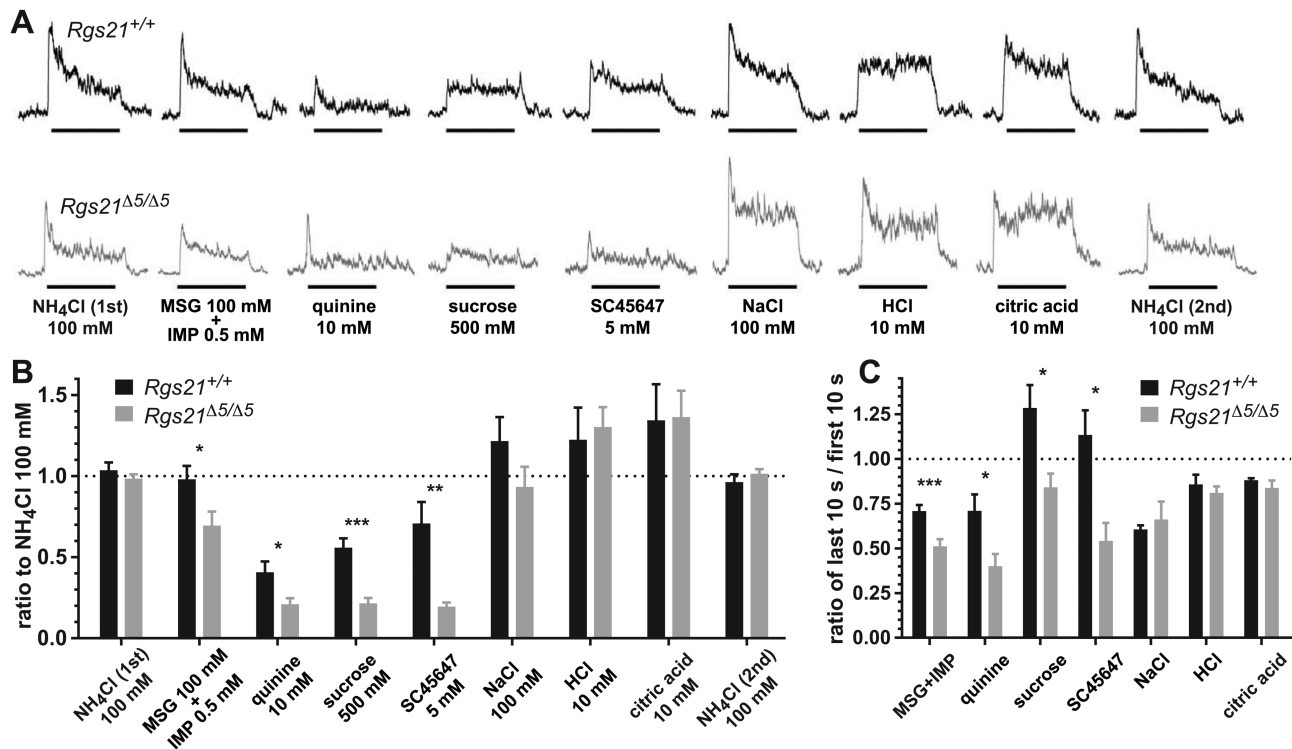 A
Rgs21+/+
Rgs21Δ5/Δ5
NH4Cl (1st)
100 mM
MSG 100 mM
+
IMP 0.5 mM
quinine
10 mM
sucrose
500 mM
SC45647
5 mM
NaCl
100 mM
HCl
10 mM
citric acid
10 mM
NH4Cl (2nd)
100 mM
B
Rgs21+/+
Rgs21Δ5/Δ5
ratio to NH4Cl 100 mM
1.5
1.0
0.5
0.0
*
*
***
**
NH4Cl (1st)
100 mM
MSG 100 mM
+
IMP 0.5 mM
quinine
10 mM
sucrose
500 mM
SC45647
5 mM
NaCl
100 mM
HCl
10 mM
citric acid
10 mM
NH4Cl (2nd)
100 mM
C
Rgs21+/+
Rgs21Δ5/Δ5
ratio of last 10 s / first 10 s
1.25
1.00
0.75
0.50
0.25
0.00
***
*
*
*
MSG+IMP
quinine
sucrose
SC45647
NaCl
HCl
citric acid